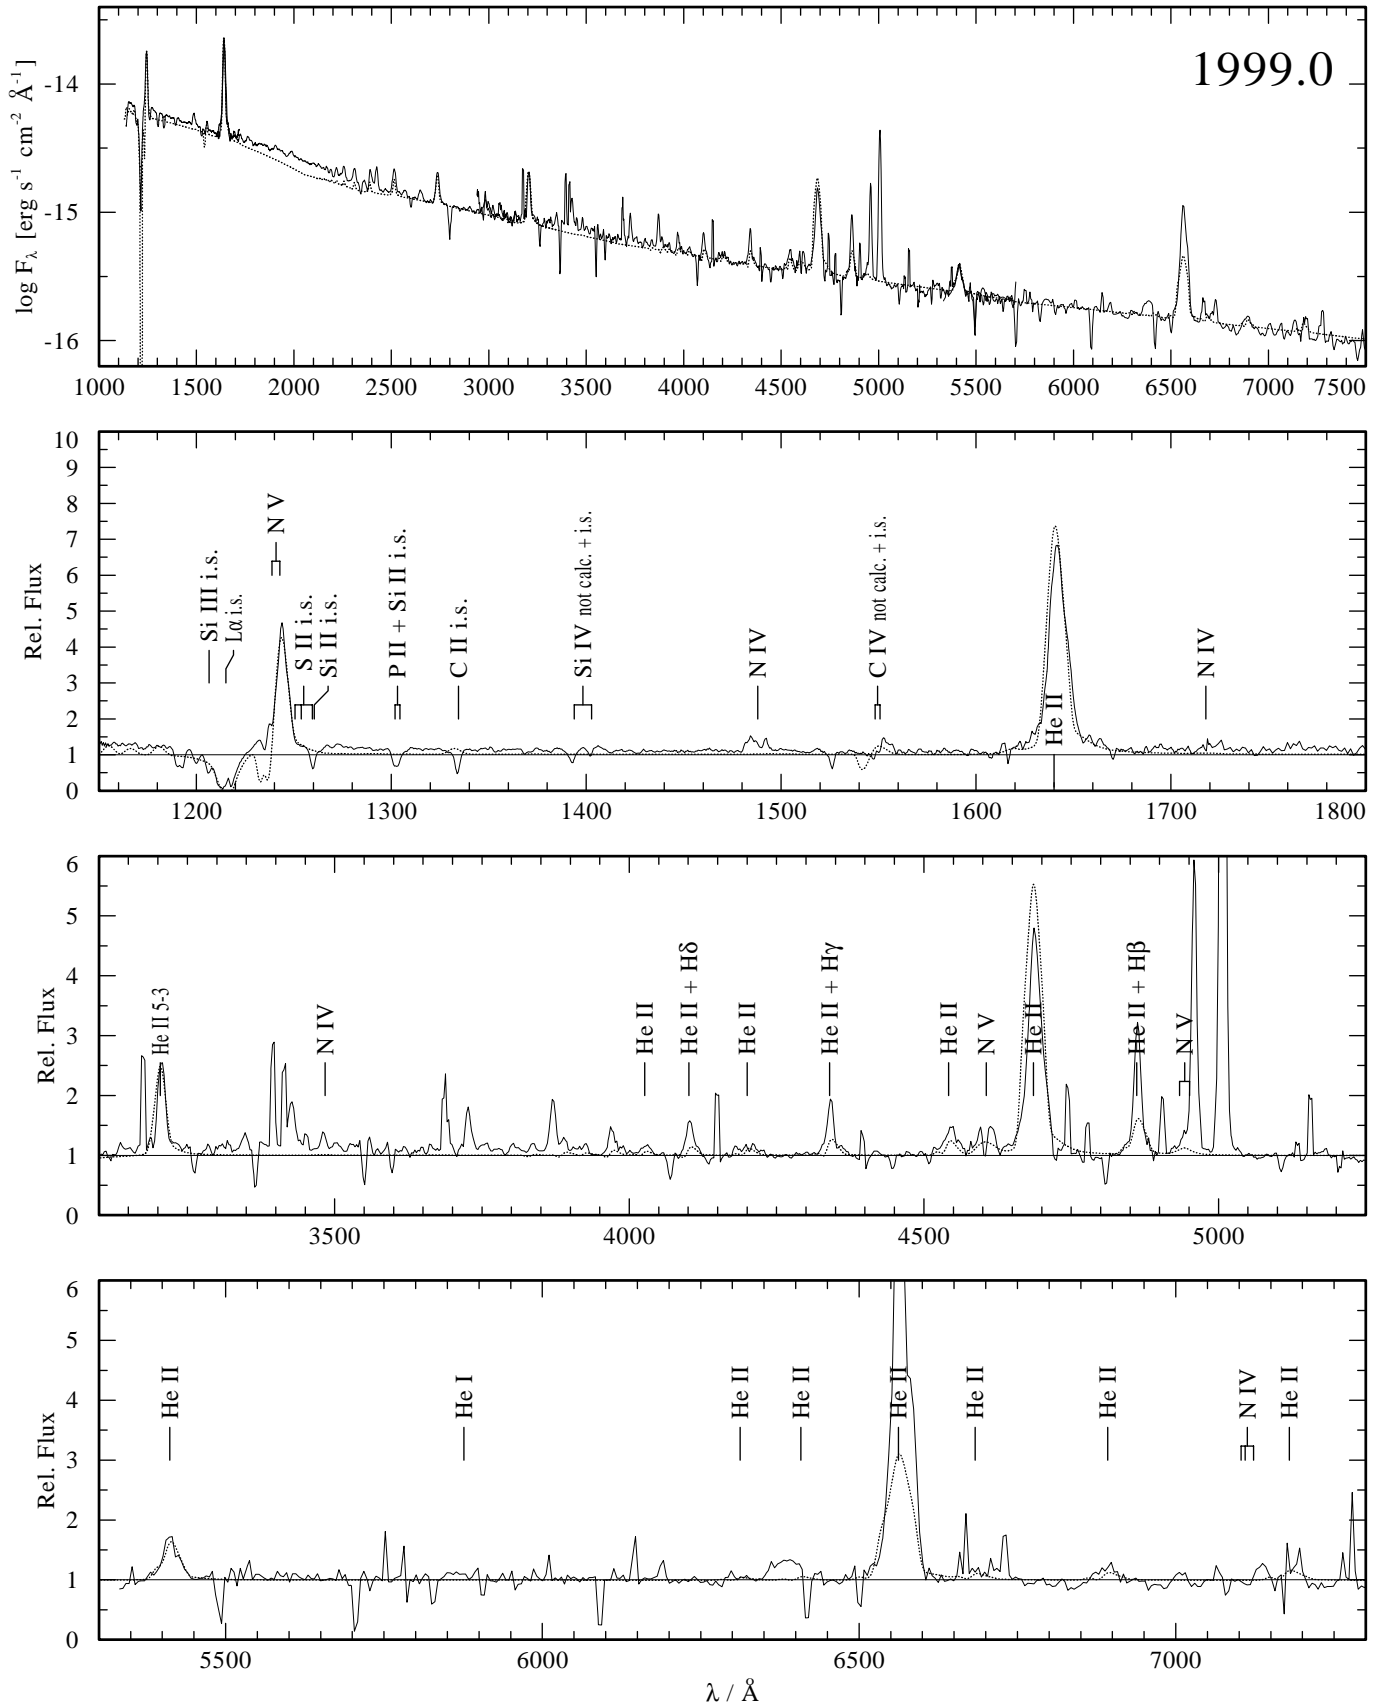 1999.0
log Fλ [erg s-1 cm-2 Å-1]
-14
-15
-16
1000 1500 2000 2500 3000 3500 4000 4500 5000 5500 6000 6500 7000 7500
Rel. Flux
10
9
8
7
6
5
4
3
2
1
0
Si III i.s.
Lα i.s.
N V
S II i.s.
Si II i.s.
P II + Si II i.s.
C II i.s.
Si IV not calc. + i.s.
N IV
C IV not calc. + i.s.
He II
N IV
1200 1300 1400 1500 1600 1700 1800
Rel. Flux
6
5
4
3
2
1
0
He II 5-3
N IV
He II
He II + Hδ
He II
He II + Hγ
He II
N V
He II
He II + Hβ
N V
3500 4000 4500 5000
Rel. Flux
6
5
4
3
2
1
0
He II
He I
He II
He II
He II
He II
He II
N IV
He II
5500 6000 6500 7000
λ / Å